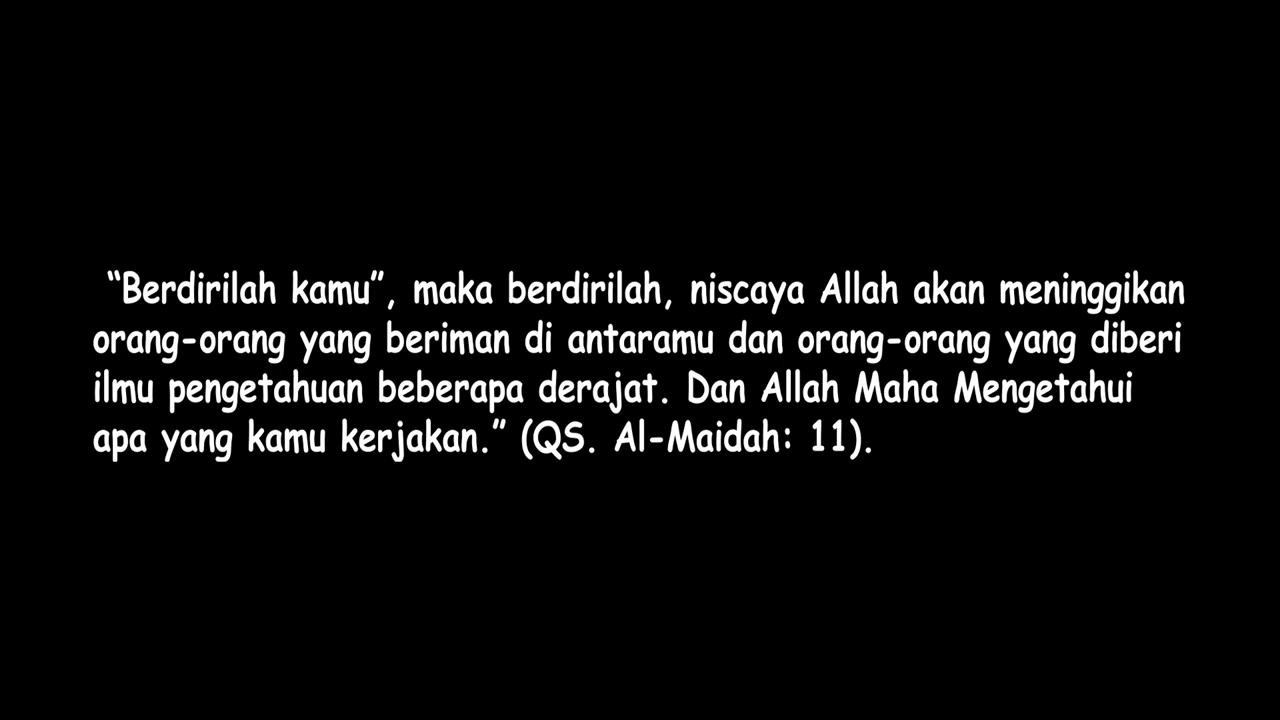 “Berdirilah kamu”, maka berdirilah, niscaya Allah akan meninggikan
orang-orang yang beriman di antaramu dan orang-orang yang diberi
ilmu pengetahuan beberapa derajat. Dan Allah Maha Mengetahui
apa yang kamu kerjakan.” (QS. Al-Maidah: 11).